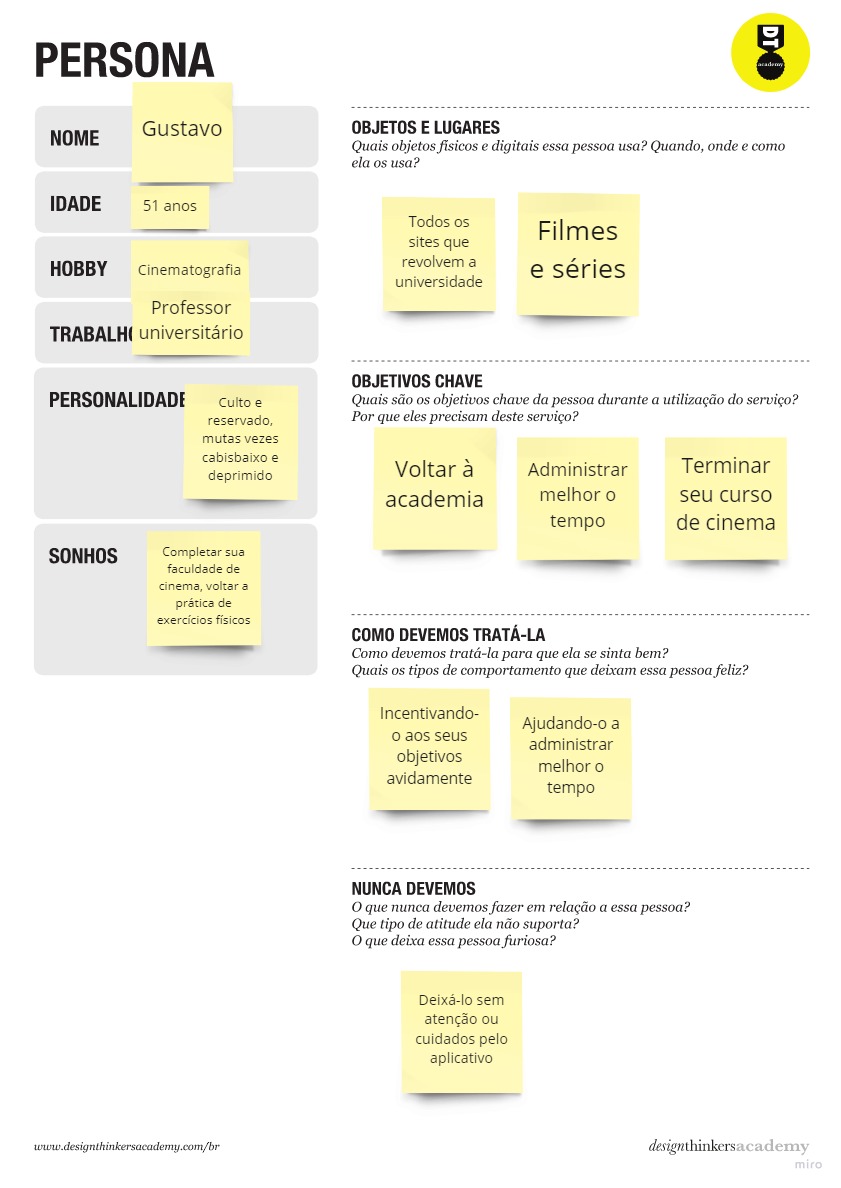 PERSONA
DT
academy
NOME
Gustavo
IDADE
51 anos
HOBBY
Cinematografia
TRABALHO
Professor
universitário
PERSONALIDADE
Culto e
reservado,
mutas vezes
cabisbaixo e
deprimido
SONHOS
Completar sua
faculdade de
cinema, voltar a
prática de
exercícios físicos
OBJETOS E LUGARES
Quais objetos físicos e digitais essa pessoa usa? Quando, onde e como
ela os usa?
Todos os
sites que
revolvem a
universidade
Filmes
e séries
OBJETIVOS CHAVE
Quais são os objetivos chave da pessoa durante a utilização do serviço?
Por que eles precisam deste serviço?
Voltar à
academia
Administrar
melhor o
tempo
Terminar
seu curso
de cinema
COMO DEVEMOS TRATÁ-LA
Como devemos tratá-la para que ela se sinta bem?
Quais os tipos de comportamento que deixam essa pessoa feliz?
Incentivando-
o aos seus
objetivos
avidamente
Ajudando-o a
administrar
melhor o
tempo
NUNCA DEVEMOS
O que nunca devemos fazer em relação a essa pessoa?
Que tipo de atitude ela não suporta?
O que deixa essa pessoa furiosa?
Deixá-lo sem
atenção ou
cuidados pelo
aplicativo
www.designthinkersacademy.com/br
designthinkersacademy
miro